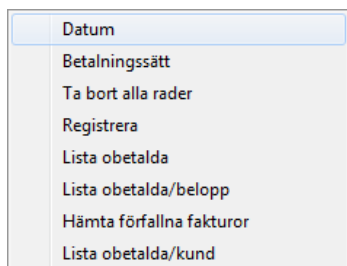 Datum
Betalningssätt
Ta bort alla rader
Registrera
Lista obetalda
Lista obetalda/belopp
Hämta förfallna fakturor
Lista obetalda/kund